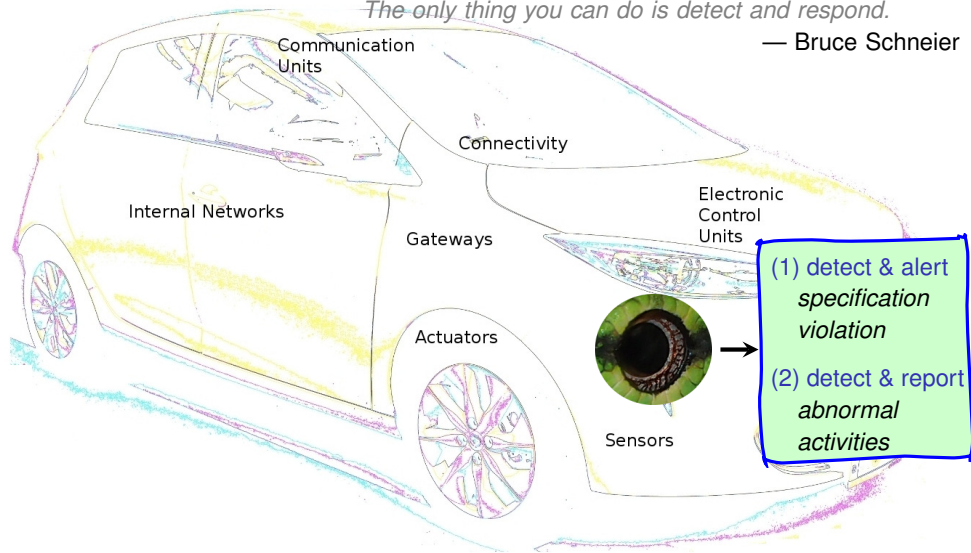 The only thing you can do is detect and respond.
— Bruce Schneier
Communication
Units
Connectivity
Electronic
Control
Units
Internal Networks
Gateways
(1) detect & alert
specification
violation
Actuators
(2) detect & report
abnormal
activities
Sensors